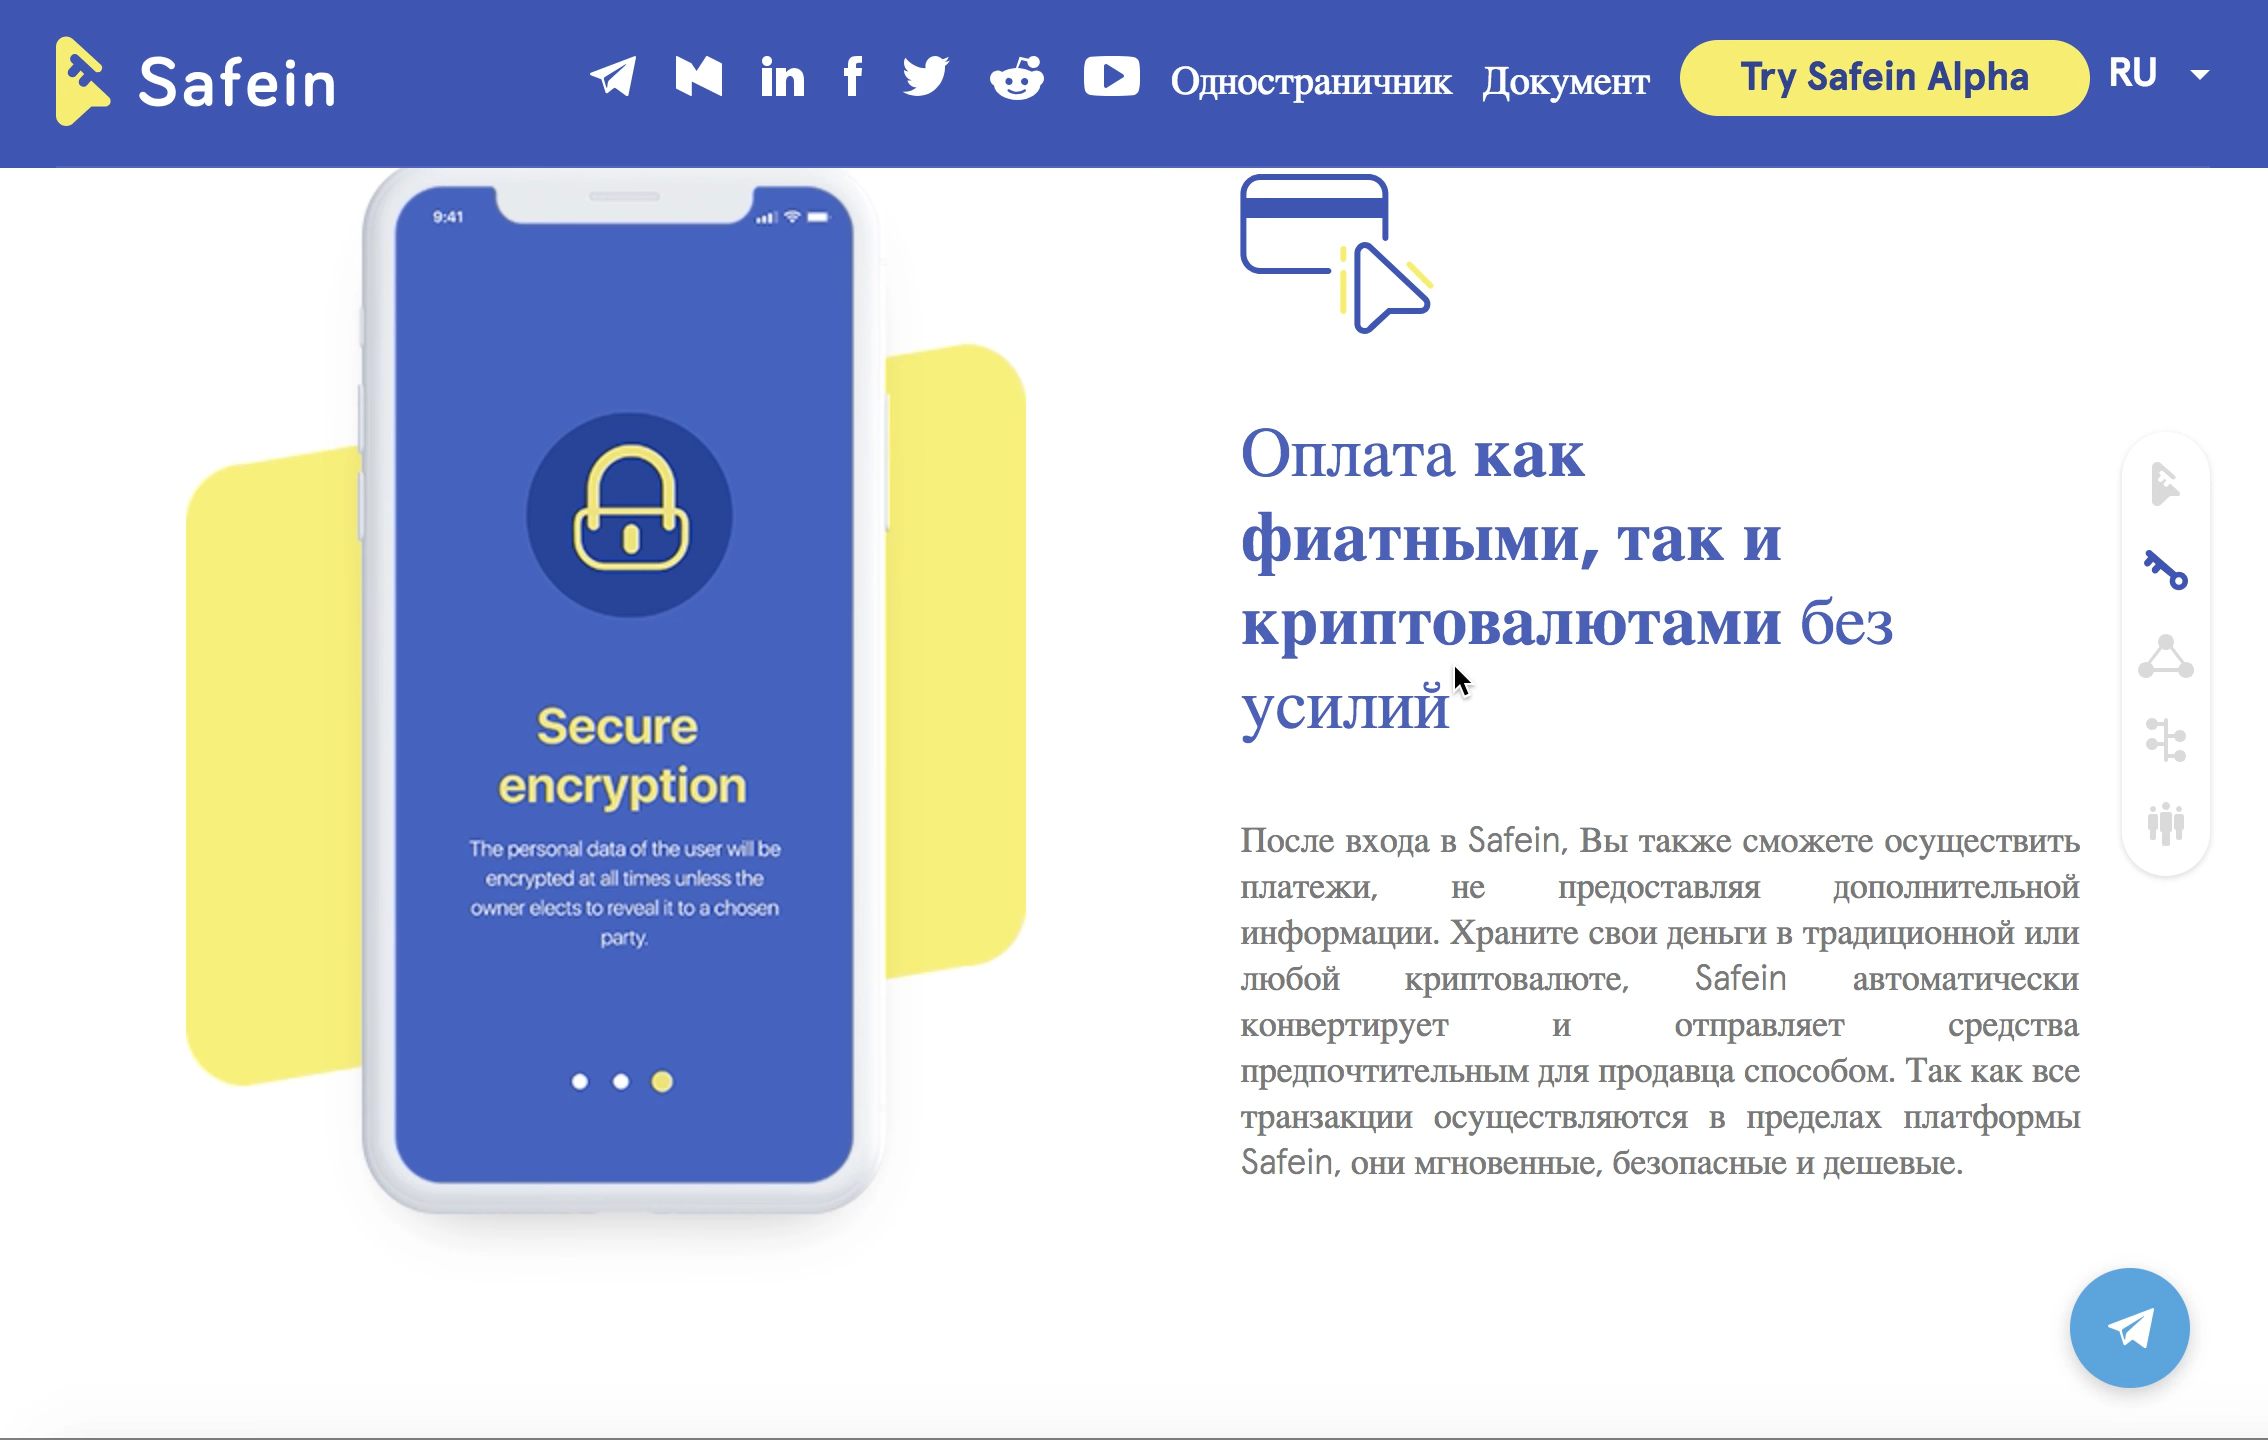 Safein
Одностраничник
Документ
Try Safein Alpha
RU
9:41
Secure
encryption
The personal data of the user will be
encrypted at all times unless the
owner elects to reveal it to a chosen
party.
Оплата как
фиатными, так и
криптовалютами без
усилий
После входа в Safein, Вы также сможете осуществить
платежи, не предоставляя дополнительной
информации. Храните свои деньги в традиционной или
любой криптовалюте, Safein автоматически
конвертирует и отправляет средства
предпочтительным для продавца способом. Так как все
транзакции осуществляются в пределах платформы
Safein, они мгновенные, безопасные и дешевые.